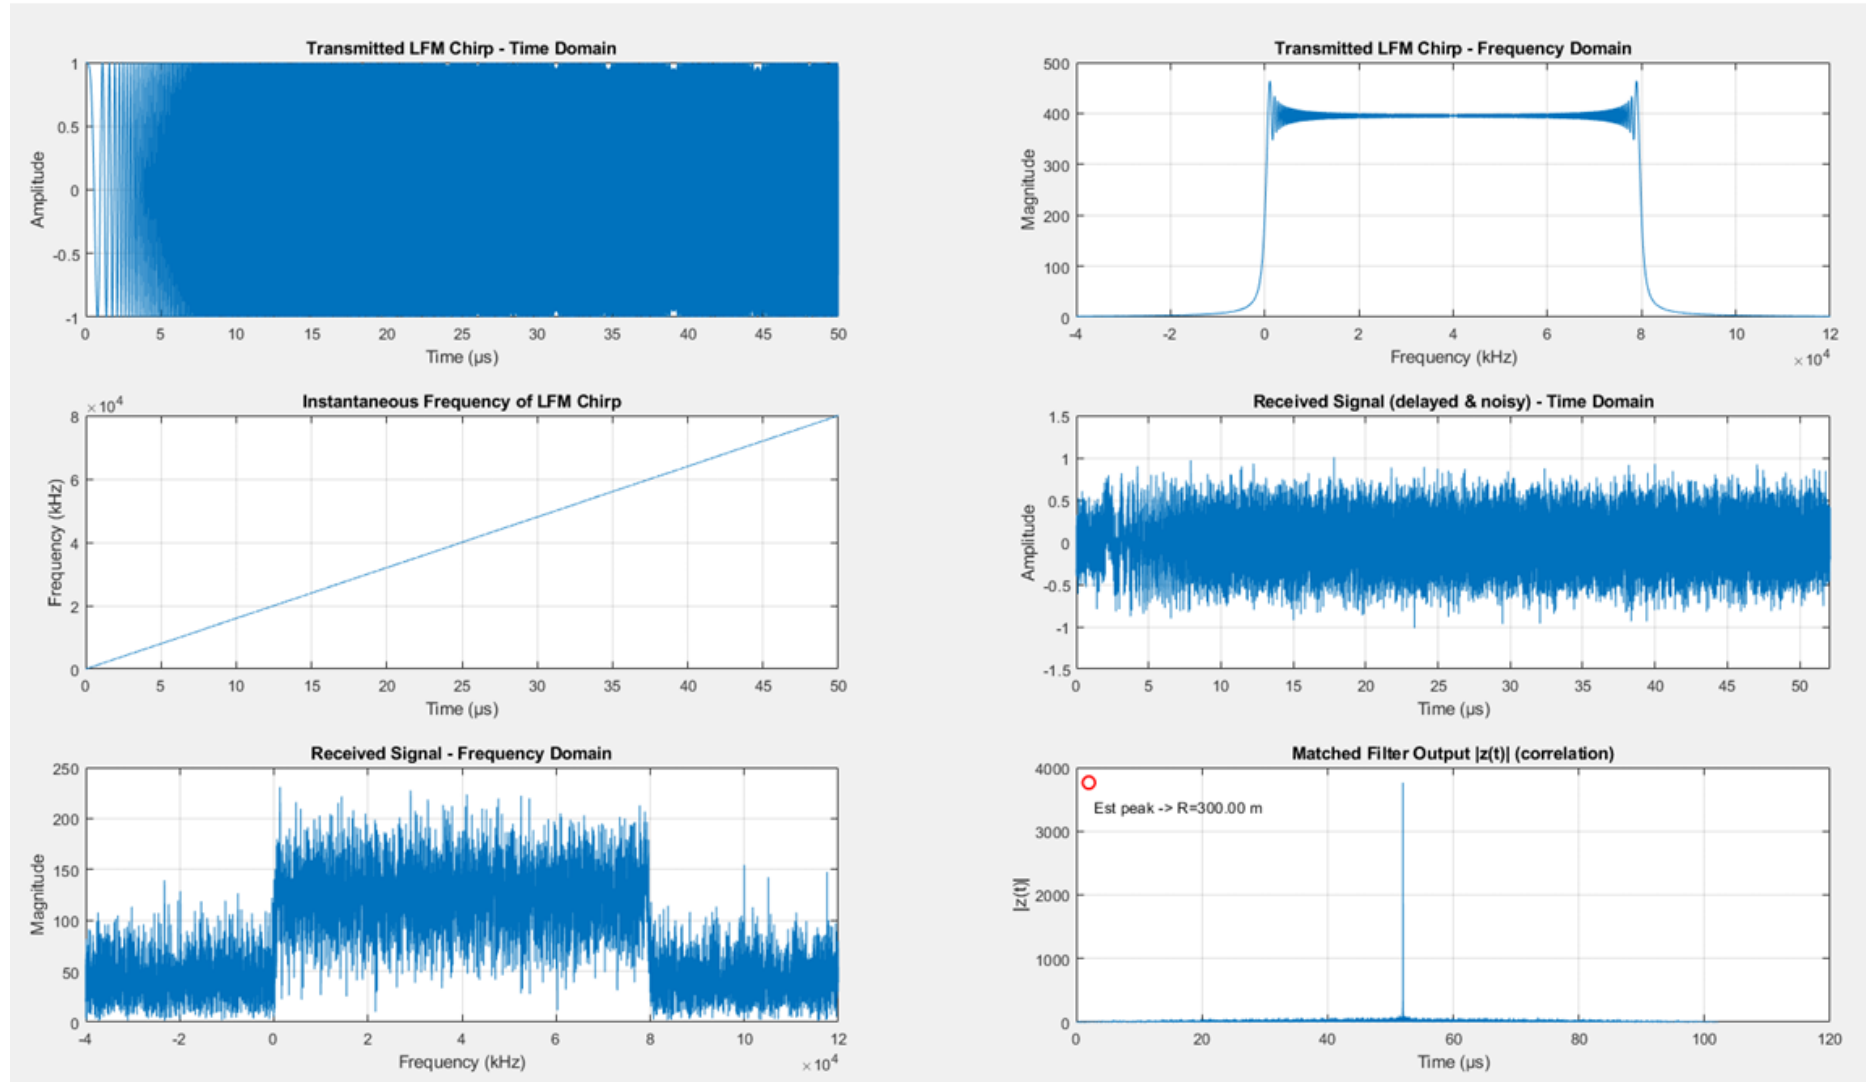 Transmitted LFM Chirp - Time Domain
1
0.5
0
-0.5
-1
Amplitude
0 5 10 15 20 25 30 35 40 45 50
Time (µs)
Transmitted LFM Chirp - Frequency Domain
500
400
300
200
100
0
Magnitude
-4 -2 0 2 4 6 8 10 12
×10⁴
Frequency (kHz)
Instantaneous Frequency of LFM Chirp
×10⁴
8
6
4
2
0
Frequency (kHz)
0 5 10 15 20 25 30 35 40 45 50
Time (µs)
Received Signal (delayed & noisy) - Time Domain
1.5
1
0.5
0
-0.5
-1
-1.5
Amplitude
0 5 10 15 20 25 30 35 40 45 50
Time (µs)
Received Signal - Frequency Domain
250
200
150
100
50
0
Magnitude
-4 -2 0 2 4 6 8 10 12
×10⁴
Frequency (kHz)
Matched Filter Output |z(t)| (correlation)
4000
3000
2000
1000
0
|z(t)|
Est peak -> R=300.00 m
0 20 40 60 80 100 120
Time (µs)